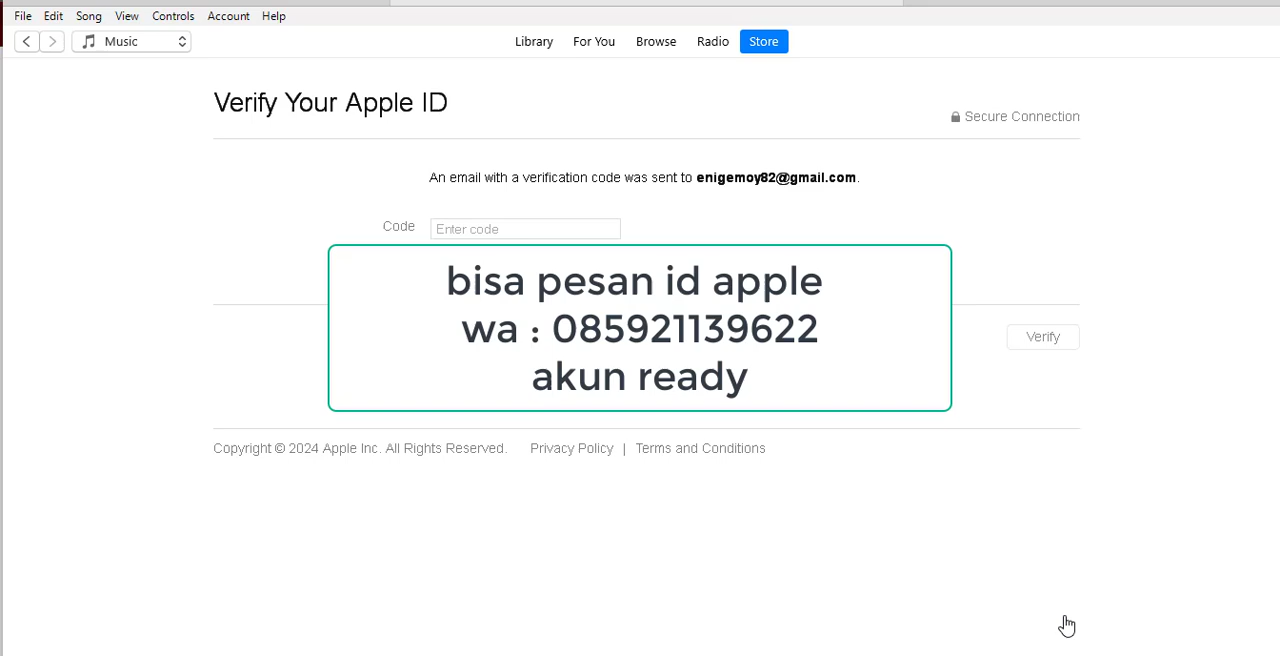 File Edit Song View Controls Account Help
Music Library For You Browse Radio Store
Verify Your Apple ID
Secure Connection
An email with a verification code was sent to enigemoy82@gmail.com.
Code Enter code
bisa pesan id apple
wa : 085921139622
akun ready
Verify
Copyright © 2024 Apple Inc. All Rights Reserved. Privacy Policy | Terms and Conditions